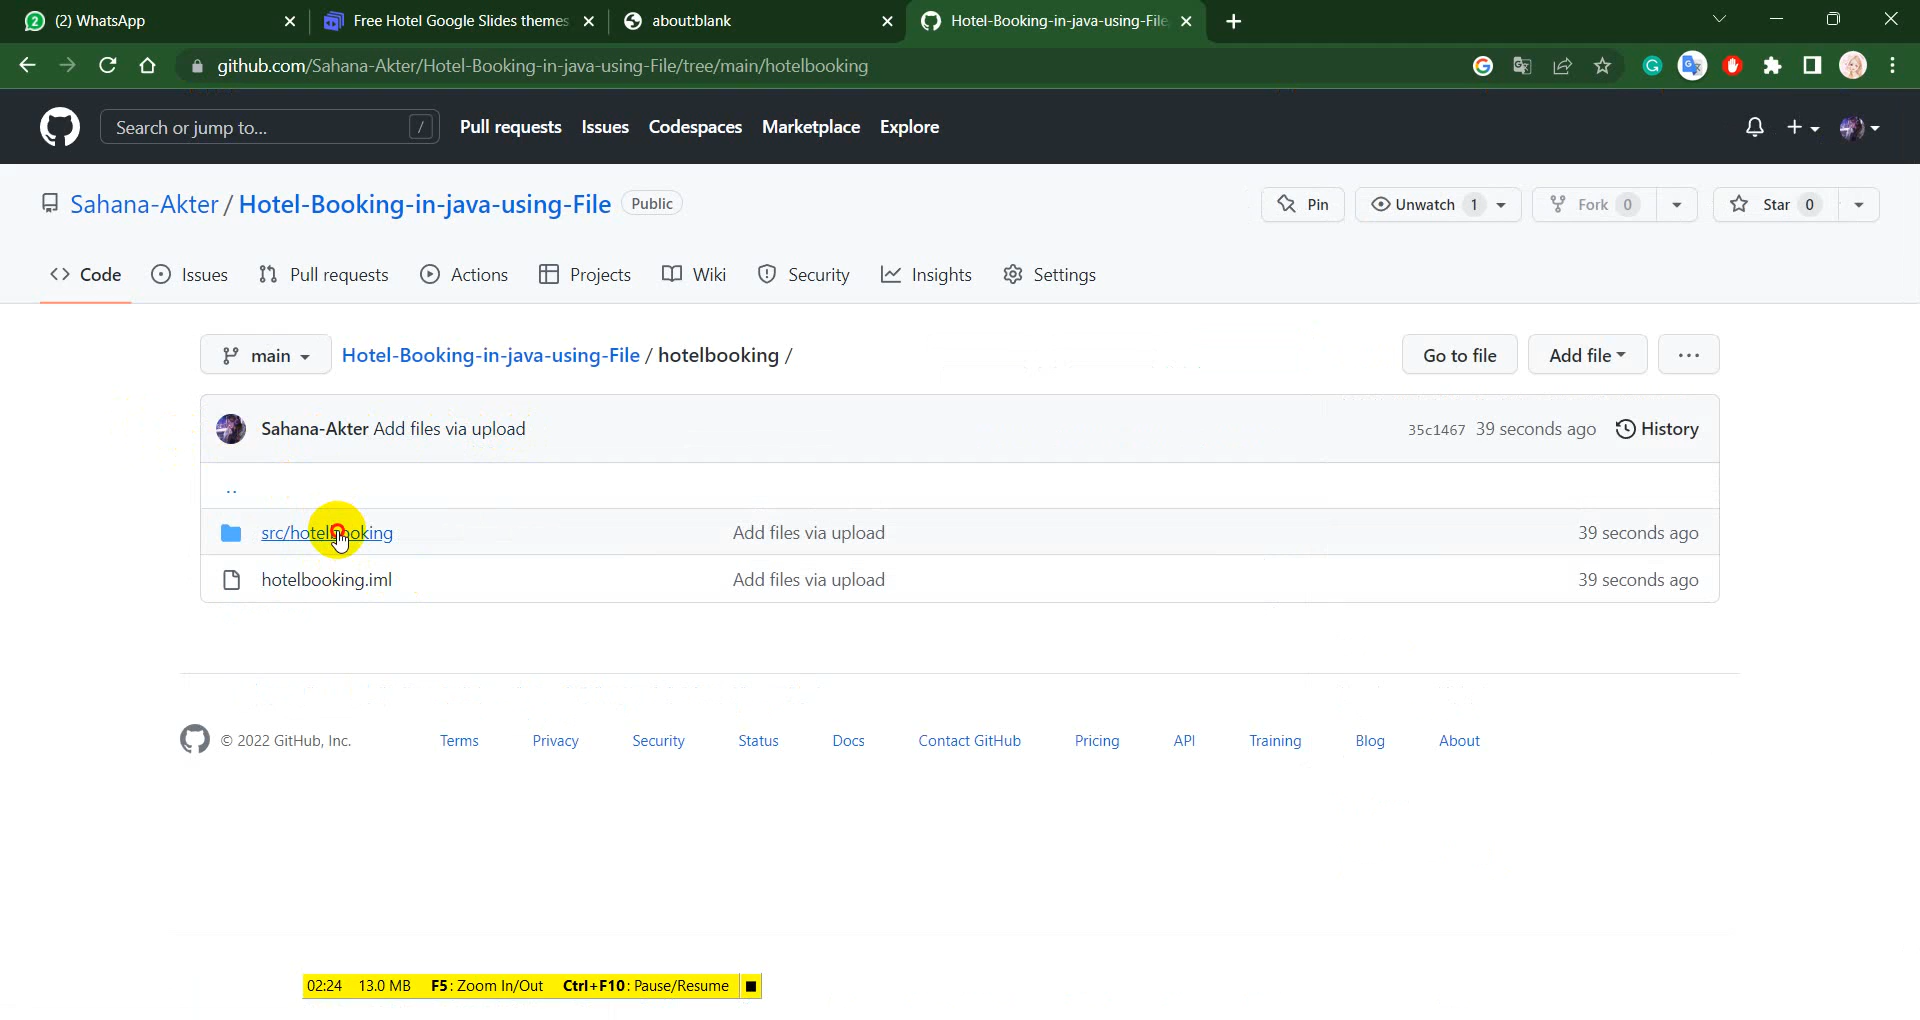 (2) WhatsApp
Free Hotel Google Slides themes
about:blank
Hotel-Booking-in-java-using-File
github.com/Sahana-Akter/Hotel-Booking-in-java-using-File/tree/main/hotelbooking
Search or jump to... /
Pull requests Issues Codespaces Marketplace Explore
Sahana-Akter / Hotel-Booking-in-java-using-File Public
Pin Unwatch 1 Fork 0 Star 0
Code Issues Pull requests Actions Projects Wiki Security Insights Settings
main Hotel-Booking-in-java-using-File / hotelbooking / Go to file Add file ...
Sahana-Akter Add files via upload 35c1467 39 seconds ago History
..
src/hotelbooking Add files via upload 39 seconds ago
hotelbooking.iml Add files via upload 39 seconds ago
© 2022 GitHub, Inc. Terms Privacy Security Status Docs Contact GitHub Pricing API Training Blog About
02:24 13.0 MB F5: Zoom In/Out Ctrl+F10: Pause/Resume